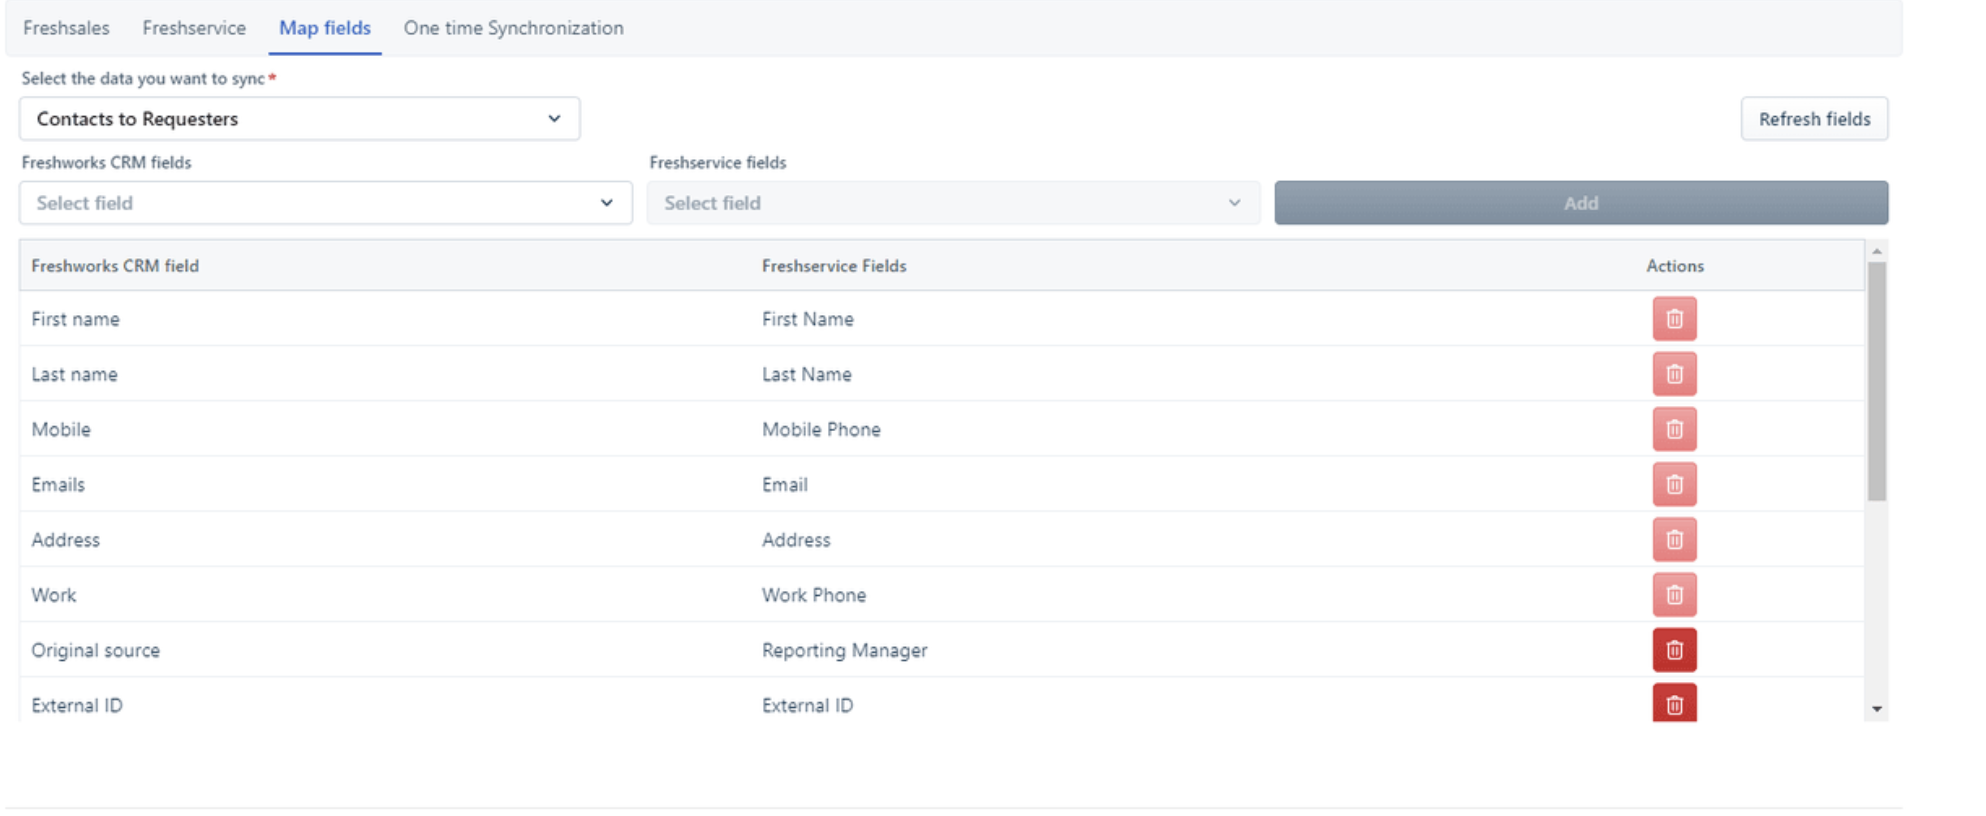 Freshsales Freshservice Map fields One time Synchronization
Select the data you want to sync*
Contacts to Requesters Refresh fields
Freshworks CRM fields Freshservice fields
Select field Select field Add
Freshworks CRM field Freshservice Fields Actions
First name First Name
Last name Last Name
Mobile Mobile Phone
Emails Email
Address Address
Work Work Phone
Original source Reporting Manager
External ID External ID